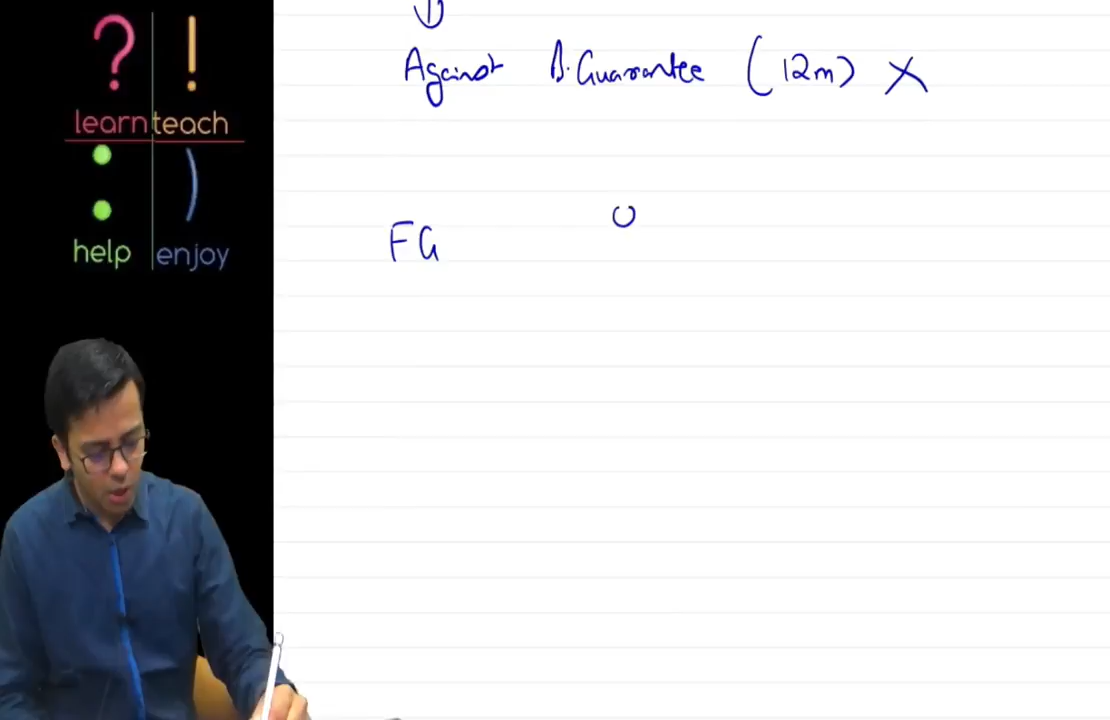 ? !
learn teach
: )
help enjoy
Against B.Guarantee (12m) X
FG